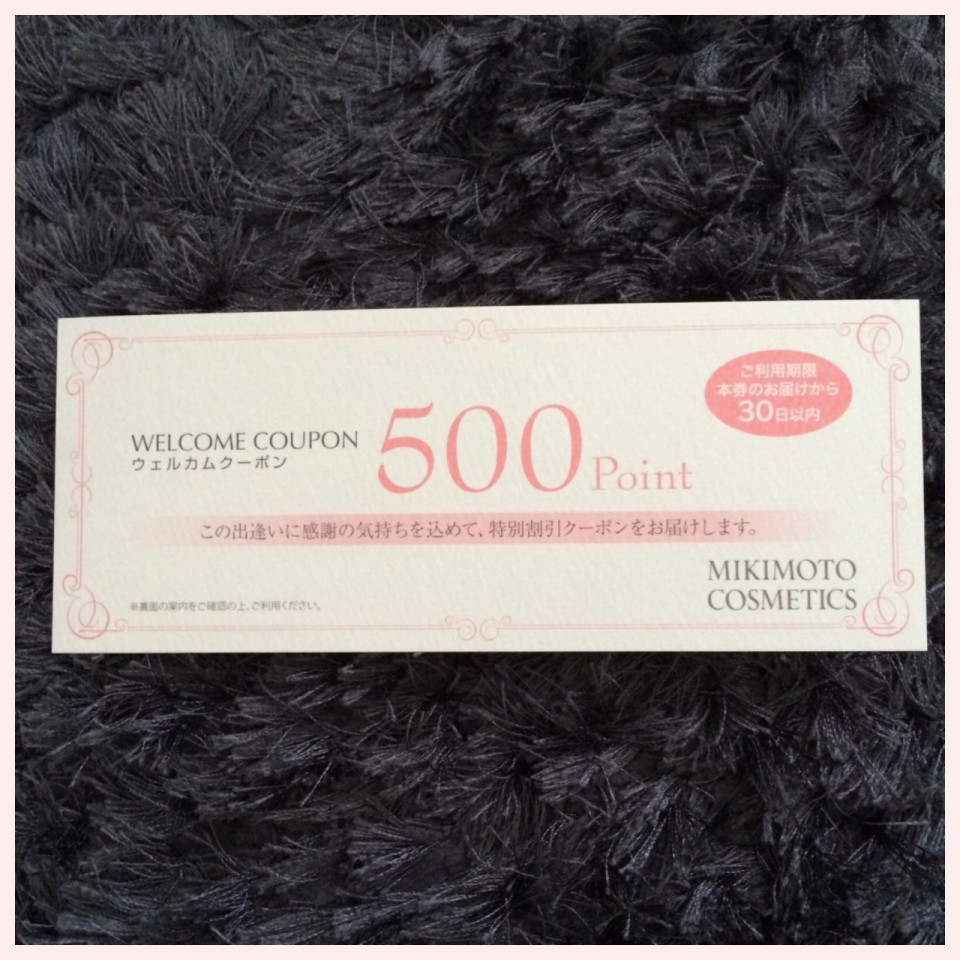 ご利用期限
本券のお届けから
30日以内
WELCOME COUPON
ウェルカムクーポン
500 Point
この出逢いに感謝の気持ちを込めて、特別割引クーポンをお届けします。
MIKIMOTO
COSMETICS
※裏面の案内をご確認の上、ご利用ください。